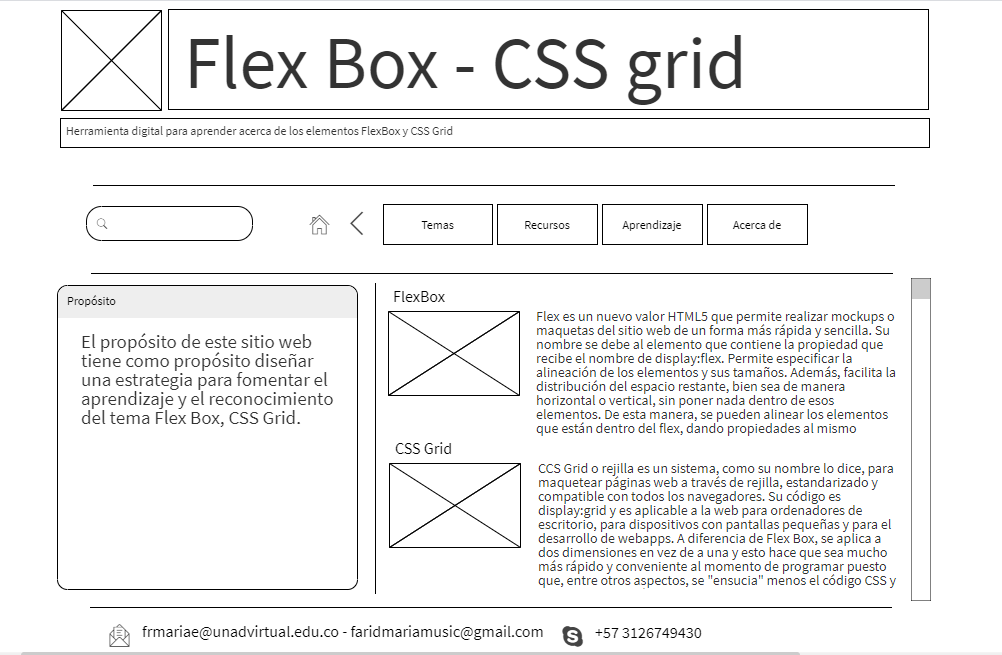 Flex Box - CSS grid
Herramienta digital para aprender acerca de los elementos FlexBox y CSS Grid
Temas
Recursos
Aprendizaje
Acerca de
Propósito
El propósito de este sitio web
tiene como propósito diseñar
una estrategia para fomentar el
aprendizaje y el reconocimiento
del tema Flex Box, CSS Grid.
FlexBox
Flex es un nuevo valor HTML5 que permite realizar mockups o
maquetas del sitio web de un forma más rápida y sencilla. Su
nombre se debe al elemento que contiene la propiedad que
recibe el nombre de display:flex. Permite especificar la
alineación de los elementos y sus tamaños. Además, facilita la
distribución del espacio restante, bien sea de manera
horizontal o vertical, sin poner nada dentro de esos
elementos. De esta manera, se pueden alinear los elementos
que están dentro del flex, dando propiedades al mismo
CSS Grid
CCS Grid o rejilla es un sistema, como su nombre lo dice, para
maquetear páginas web a través de rejilla, estandarizado y
compatible con todos los navegadores. Su código es
display:grid y es aplicable a la web para ordenadores de
escritorio, para dispositivos con pantallas pequeñas y para el
desarrollo de webapps. A diferencia de Flex Box, se aplica a
dos dimensiones en vez de a una y esto hace que sea mucho
más rápido y conveniente al momento de programar puesto
que, entre otros aspectos, se "ensucia" menos el código CSS y
frmariae@unadvirtual.edu.co - faridmariamusic@gmail.com
+57 3126749430